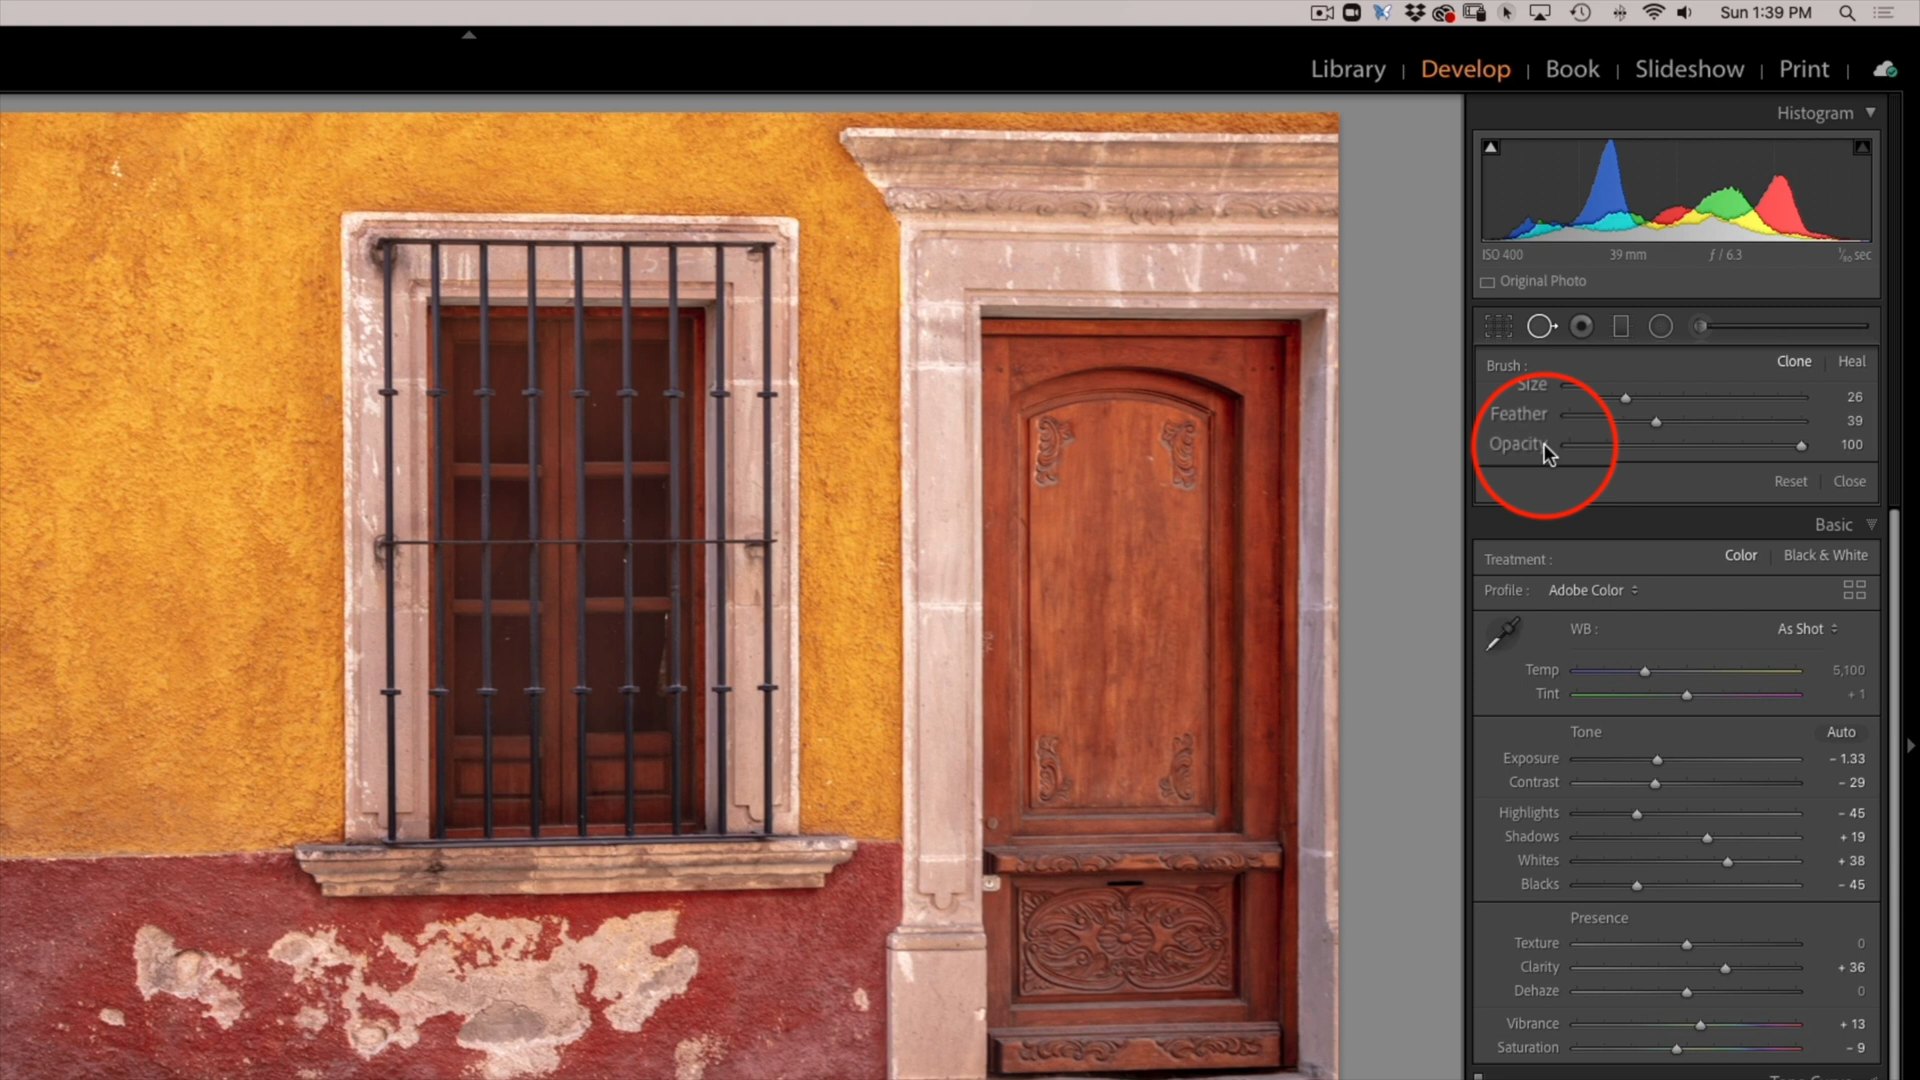 Sun 1:39 PM
Library | Develop | Book | Slideshow | Print |
Histogram
ISO 400 39 mm ƒ / 6.3 1/80 sec
Original Photo
Brush : Clone | Heal
Size 26
Feather 39
Opacity 100
Reset | Close
Basic
Treatment : Color | Black & White
Profile : Adobe Color
WB : As Shot
Temp 5,100
Tint + 1
Tone Auto
Exposure - 1.33
Contrast - 29
Highlights - 45
Shadows + 19
Whites + 38
Blacks - 45
Presence
Texture 0
Clarity + 36
Dehaze 0
Vibrance + 13
Saturation - 9